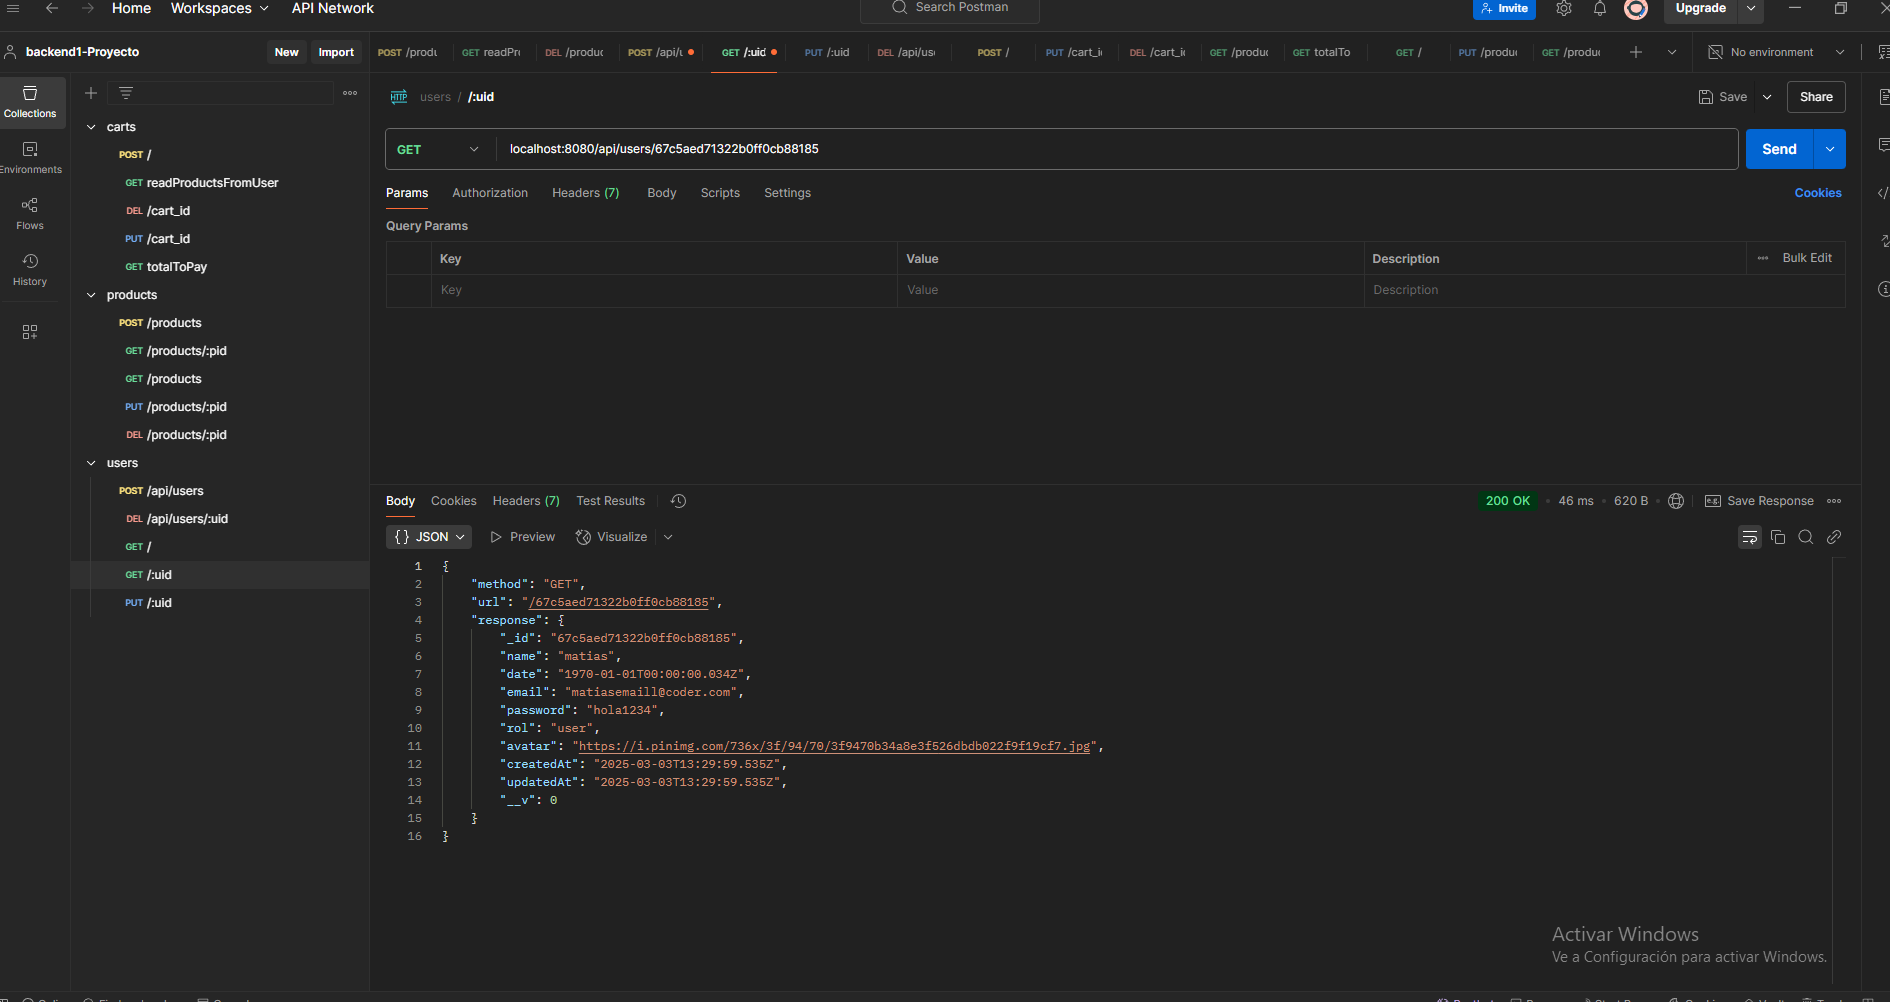 Home Workspaces API Network Search Postman Invite Upgrade
backend1-Proyecto New Import POST /produ GET readPr DEL /produc POST /api/u GET /:uid PUT /:uid DEL /api/us POST / PUT /cart_i DEL /cart_i GET /produ GET totalTo GET / PUT /produ GET /produ No environment
Collections
Environments
Flows
History
carts
POST /
GET readProductsFromUser
DEL /cart_id
PUT /cart_id
GET totalToPay
products
POST /products
GET /products/:pid
GET /products
PUT /products/:pid
DEL /products/:pid
users
POST /api/users
DEL /api/users/:uid
GET /
GET /:uid
PUT /:uid
HTTP users / /:uid Save Share
GET localhost:8080/api/users/67c5aed71322b0ff0cb88185 Send
Params Authorization Headers (7) Body Scripts Settings Cookies
Query Params
Key Value Description Bulk Edit
Key Value Description
Body Cookies Headers (7) Test Results 200 OK 46 ms 620 B e.g. Save Response
{} JSON Preview Visualize
1 {
2 "method": "GET",
3 "url": "/67c5aed71322b0ff0cb88185",
4 "response": {
5 "_id": "67c5aed71322b0ff0cb88185",
6 "name": "matias",
7 "date": "1970-01-01T00:00:00.034Z",
8 "email": "matiasemaill@coder.com",
9 "password": "hola1234",
10 "rol": "user",
11 "avatar": "https://i.pinimg.com/736x/3f/94/70/3f9470b34a8e3f526dbdb022f9f19cf7.jpg",
12 "createdAt": "2025-03-03T13:29:59.535Z",
13 "updatedAt": "2025-03-03T13:29:59.535Z",
14 "__v": 0
15 }
16 }
Activar Windows
Ve a Configuración para activar Windows.